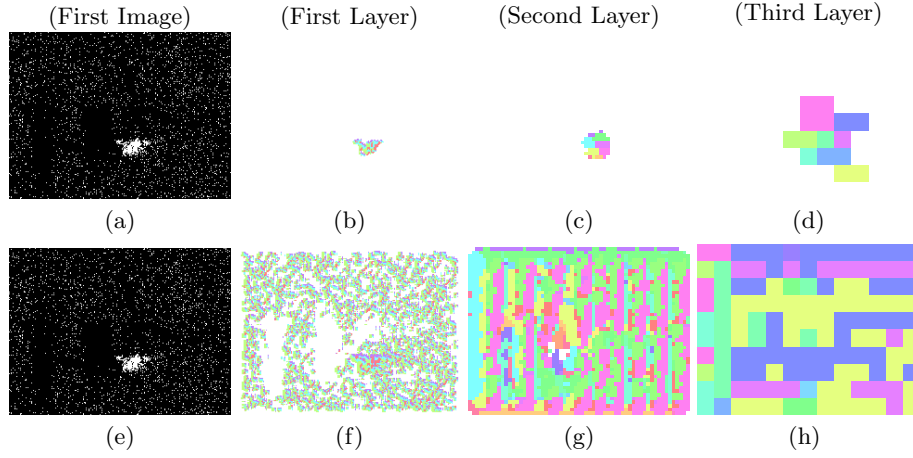 (First Image) (First Layer) (Second Layer) (Third Layer)
(a) (b) (c) (d)
(e) (f) (g) (h)